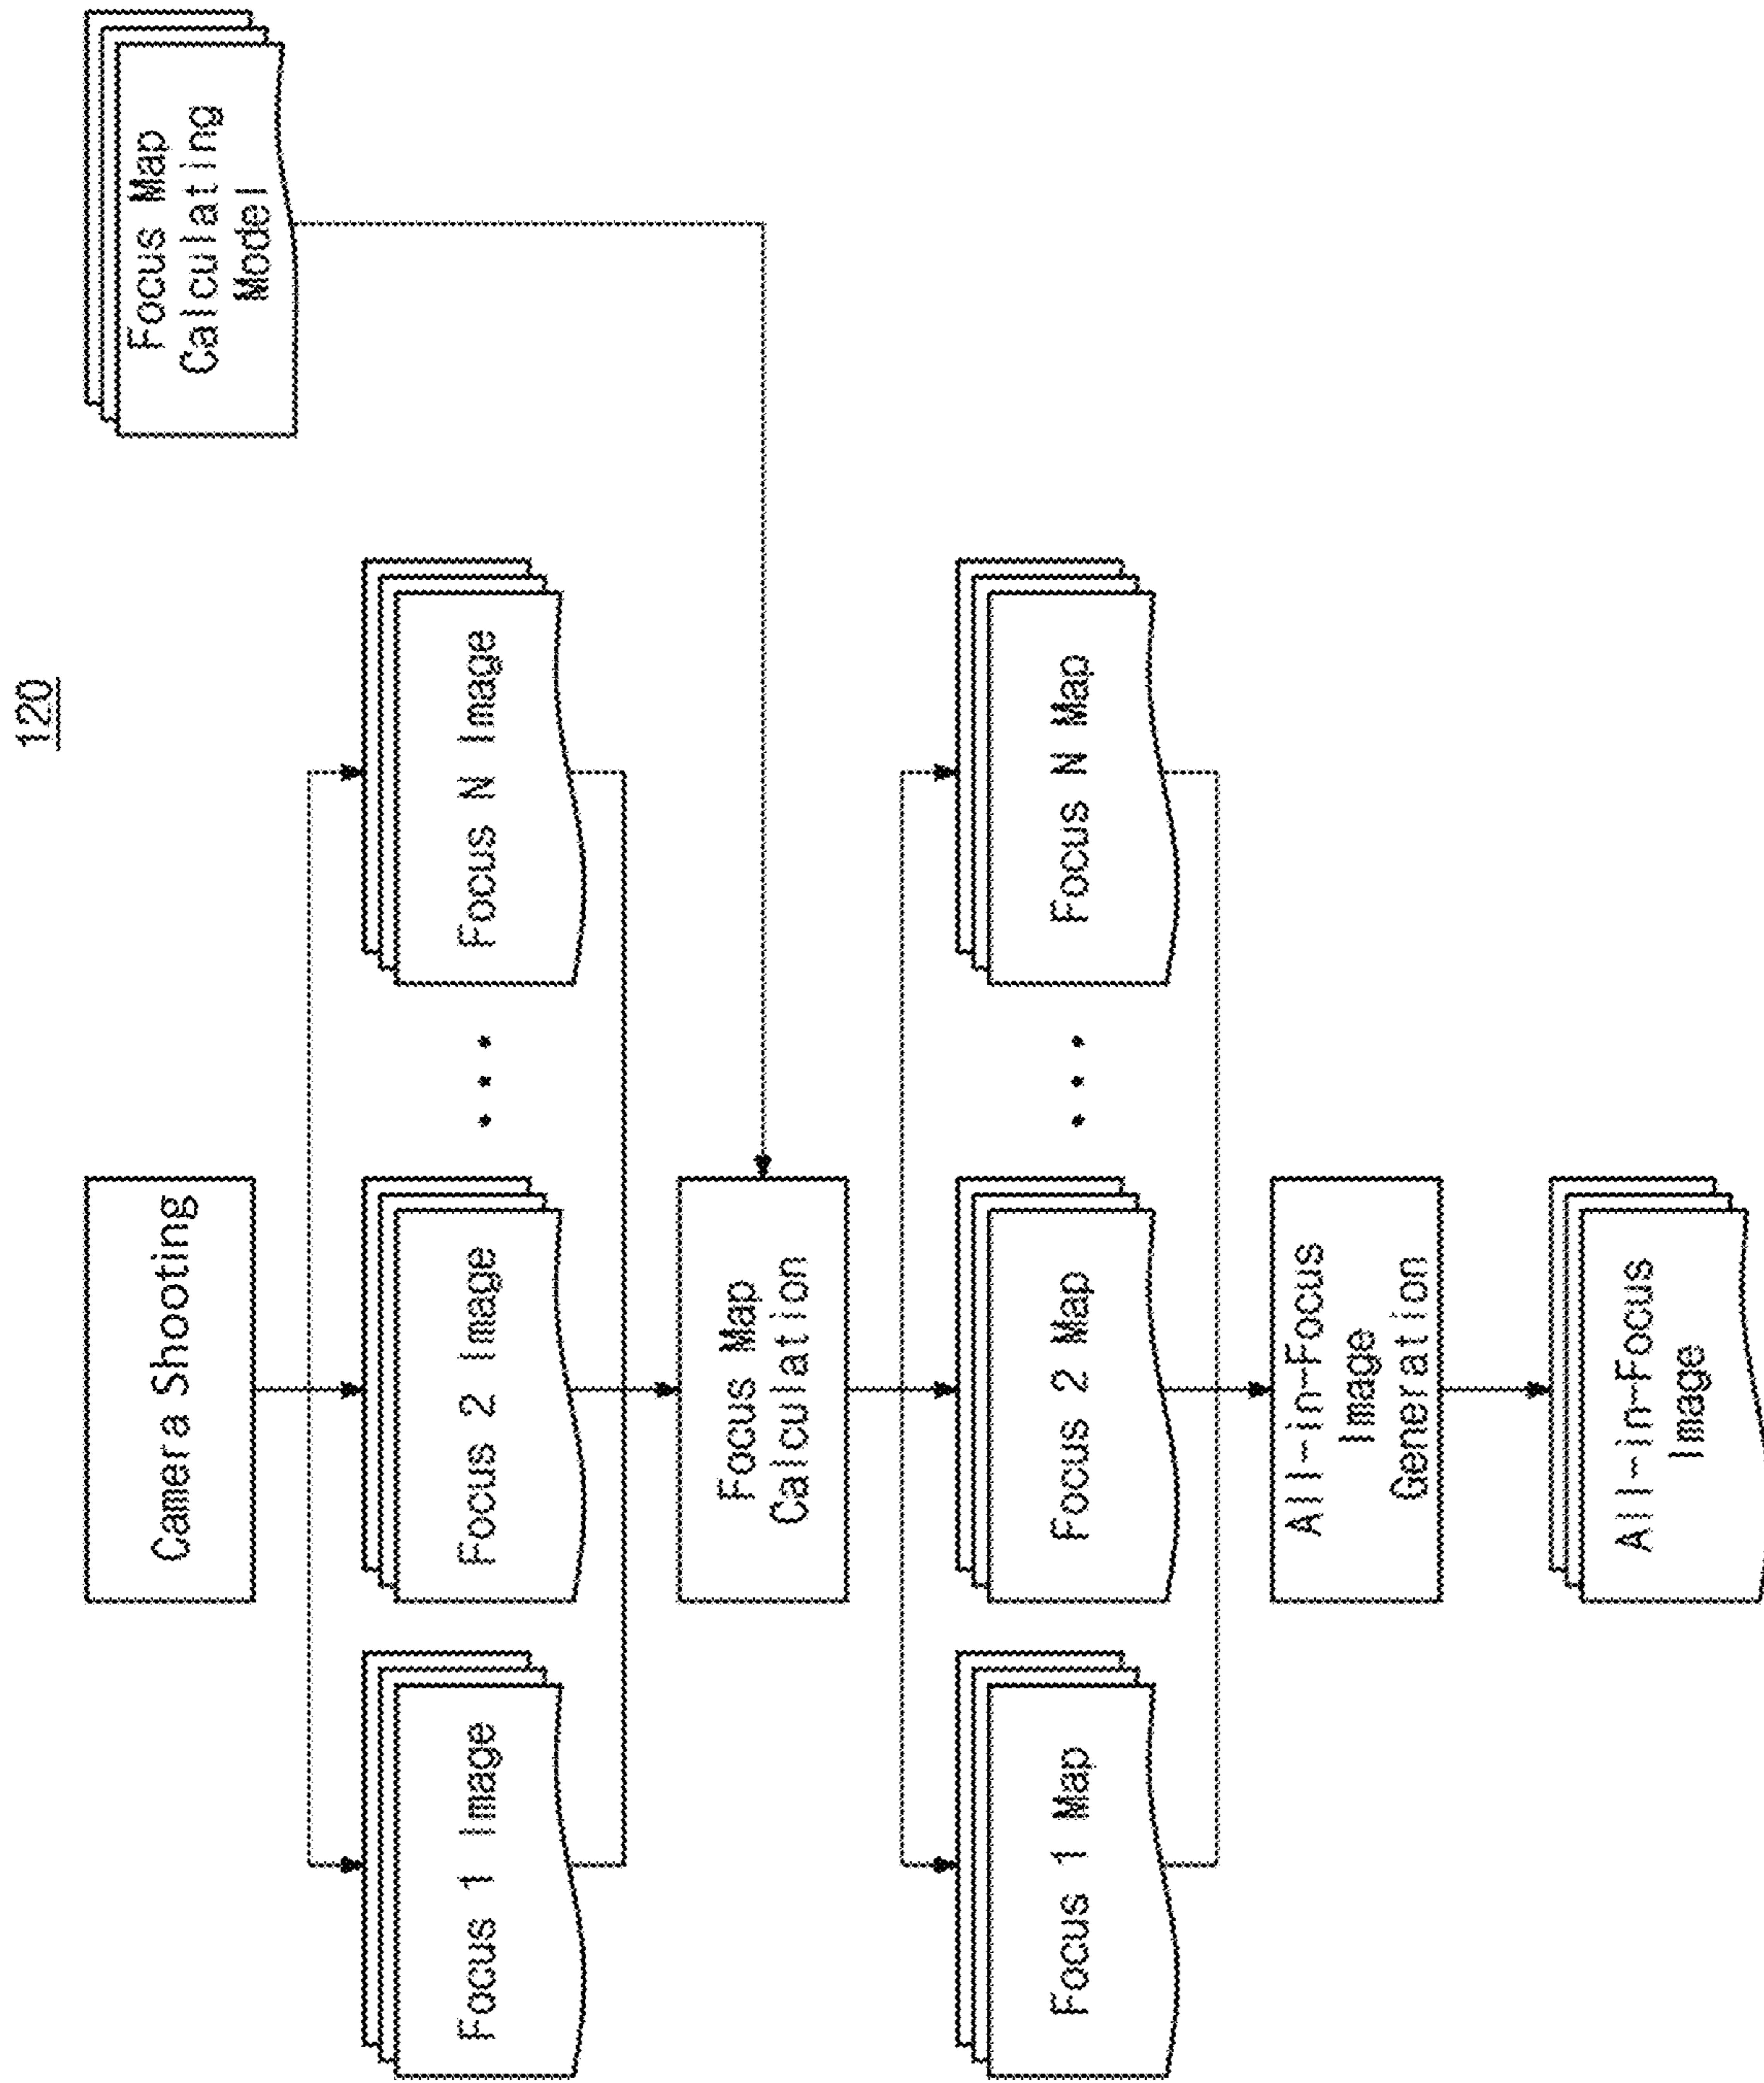 120
Camera Shooting
Focus Map
Calculating
Model
Focus 1 Image
Focus 2 Image
• • •
Focus N Image
Focus Map
Calculation
Focus 1 Map
Focus 2 Map
• • •
Focus N Map
All-in-Focus
Image
Generation
All-in-Focus
Image